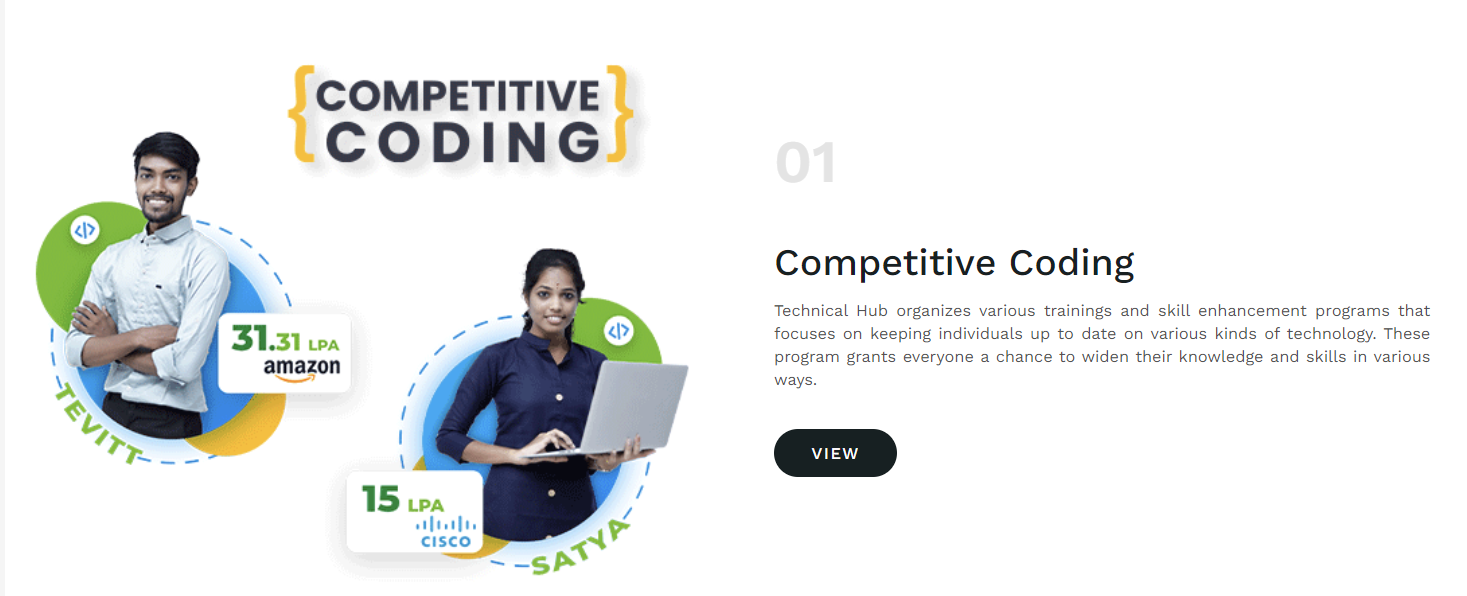 COMPETITIVE
CODING
31.31 LPA
amazon
TEVITT
15 LPA
CISCO
SATYA
01
Competitive Coding
Technical Hub organizes various trainings and skill enhancement programs that
focuses on keeping individuals up to date on various kinds of technology. These
program grants everyone a chance to widen their knowledge and skills in various
ways.
VIEW